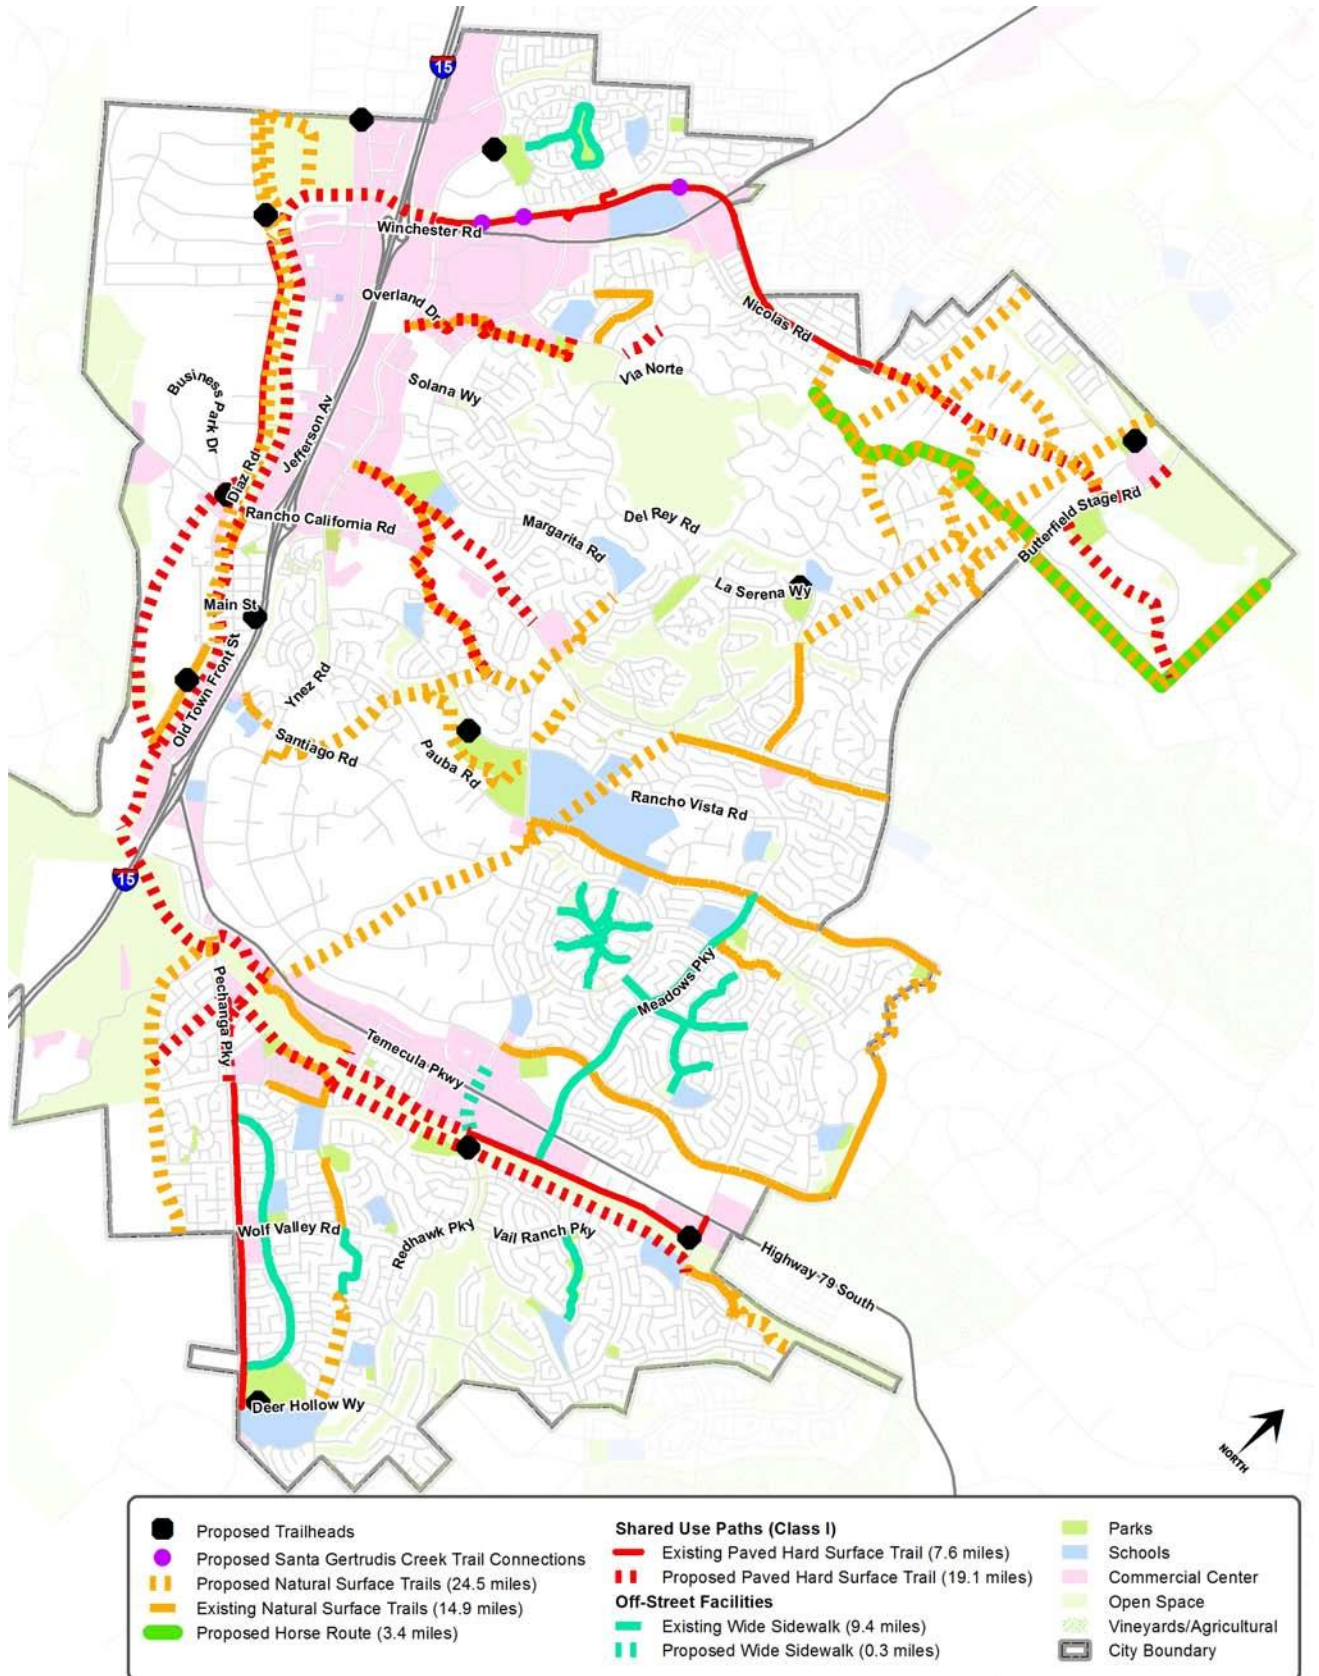 15
Winchester Rd
Overland Dr
Nicolas Rd
Via Norte
Solana Wy
Business Park Dr
Jefferson Av
Diaz Rd
Butterfield Stage Rd
Rancho California Rd
Margarita Rd
Del Rey Rd
La Serena Wy
Main St
Old Town Front St
Ynez Rd
Santiago Rd
Pauba Rd
Rancho Vista Rd
15
Meadows Pky
Pechanga Pky
Temecula Pkwy
Wolf Valley Rd
Redhawk Pky
Vail Ranch Pky
Highway 79 South
Deer Hollow Wy
NORTH
Proposed Trailheads
Proposed Santa Gertrudis Creek Trail Connections
Proposed Natural Surface Trails (24.5 miles)
Existing Natural Surface Trails (14.9 miles)
Proposed Horse Route (3.4 miles)
Shared Use Paths (Class I)
Existing Paved Hard Surface Trail (7.6 miles)
Proposed Paved Hard Surface Trail (19.1 miles)
Off-Street Facilities
Existing Wide Sidewalk (9.4 miles)
Proposed Wide Sidewalk (0.3 miles)
Parks
Schools
Commercial Center
Open Space
Vineyards/Agricultural
City Boundary